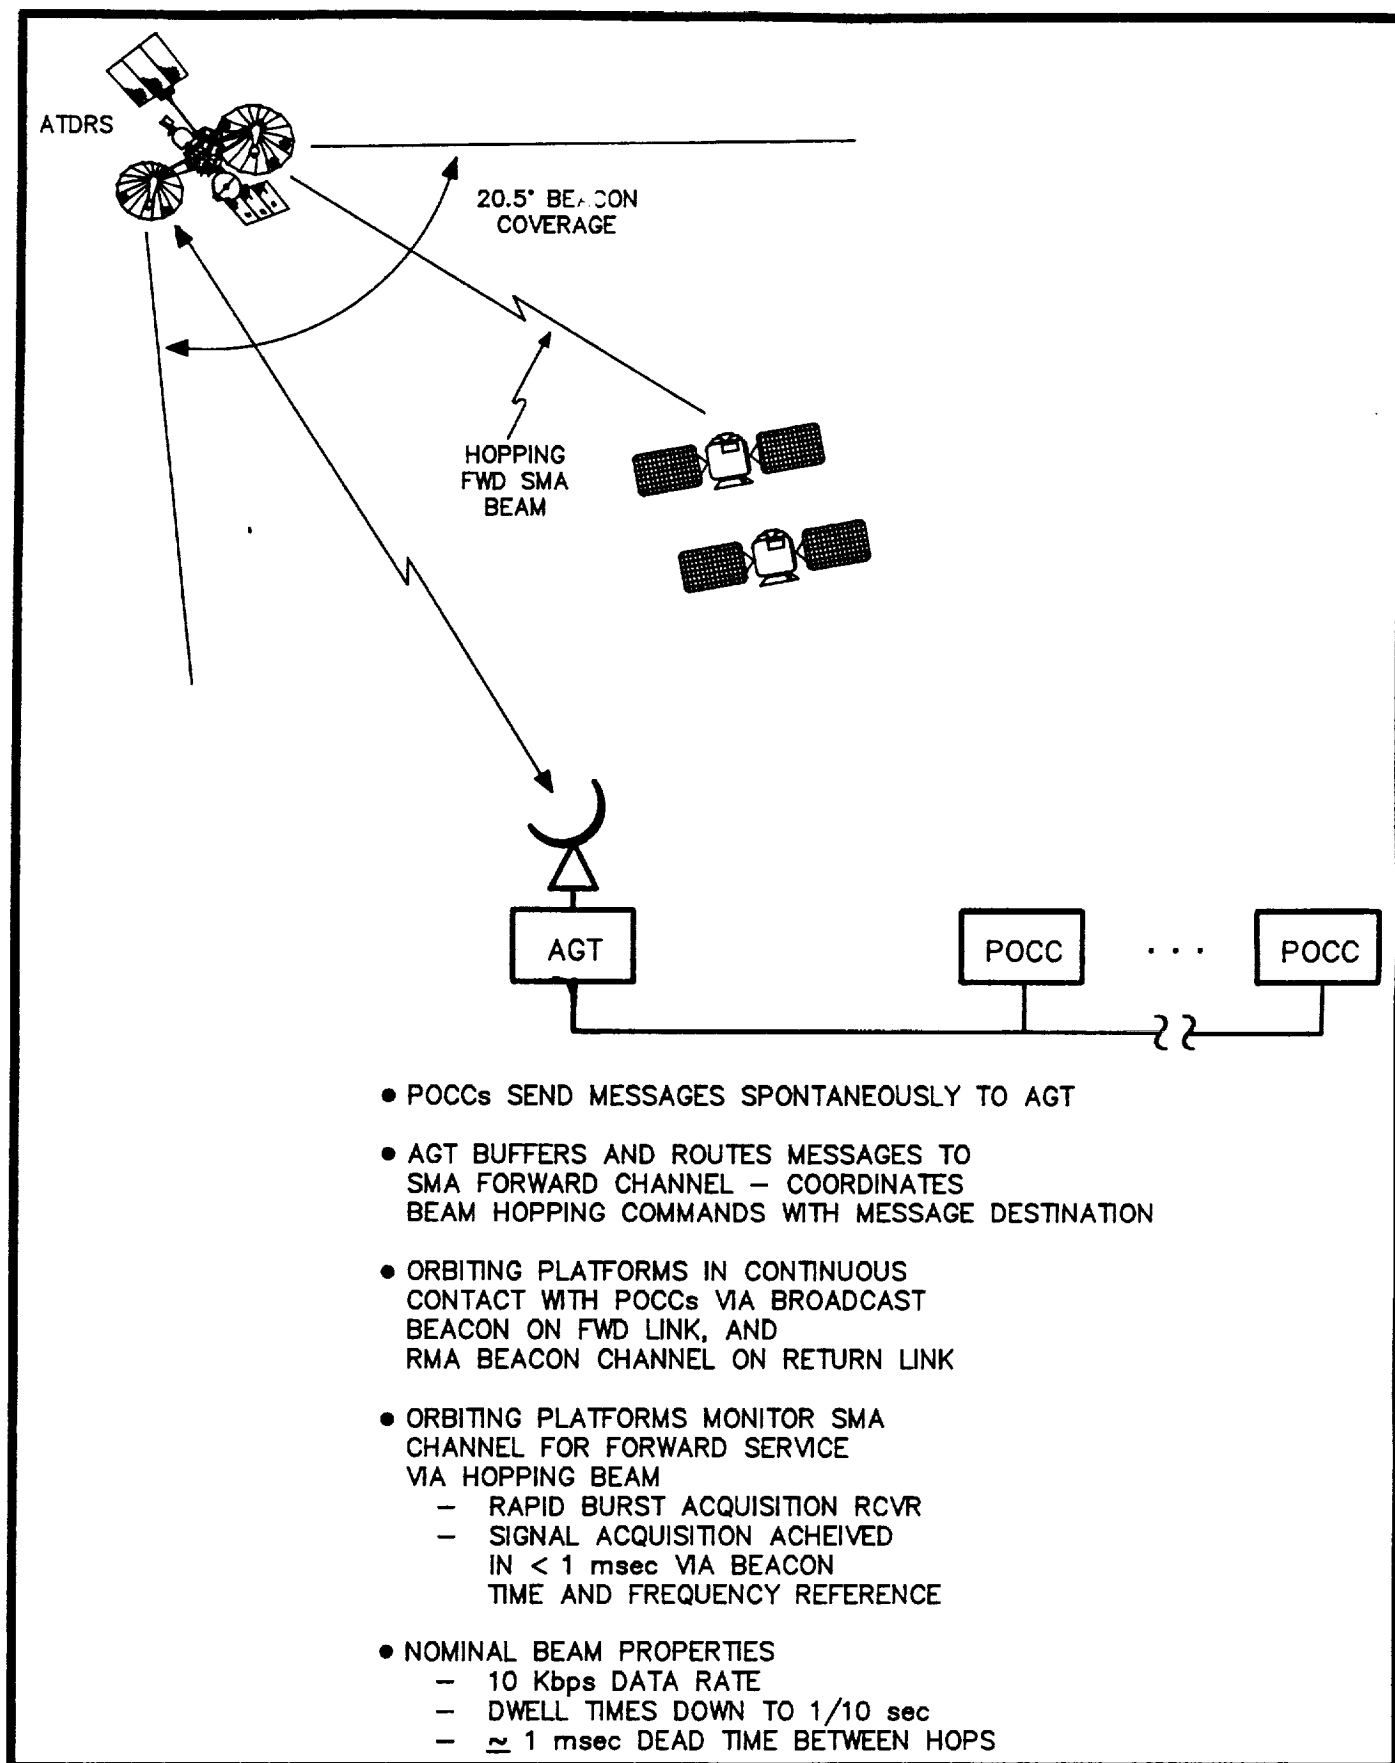 ATDRS
20.5° BEACON
COVERAGE
HOPPING
FWD SMA
BEAM
AGT
POCC
. . .
POCC
● POCCs SEND MESSAGES SPONTANEOUSLY TO AGT
● AGT BUFFERS AND ROUTES MESSAGES TO
SMA FORWARD CHANNEL – COORDINATES
BEAM HOPPING COMMANDS WITH MESSAGE DESTINATION
● ORBITING PLATFORMS IN CONTINUOUS
CONTACT WITH POCCs VIA BROADCAST
BEACON ON FWD LINK, AND
RMA BEACON CHANNEL ON RETURN LINK
● ORBITING PLATFORMS MONITOR SMA
CHANNEL FOR FORWARD SERVICE
VIA HOPPING BEAM
– RAPID BURST ACQUISITION RCVR
– SIGNAL ACQUISITION ACHEIVED
IN < 1 msec VIA BEACON
TIME AND FREQUENCY REFERENCE
● NOMINAL BEAM PROPERTIES
– 10 Kbps DATA RATE
– DWELL TIMES DOWN TO 1/10 sec
– ≃ 1 msec DEAD TIME BETWEEN HOPS